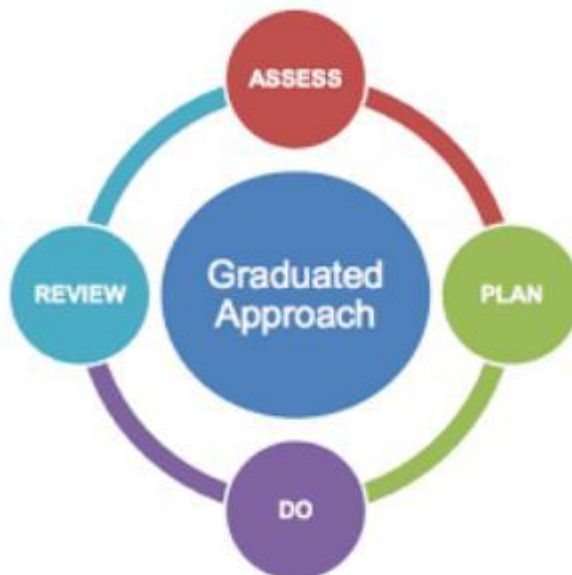 ASSESS
Graduated
Approach
PLAN
DO
REVIEW